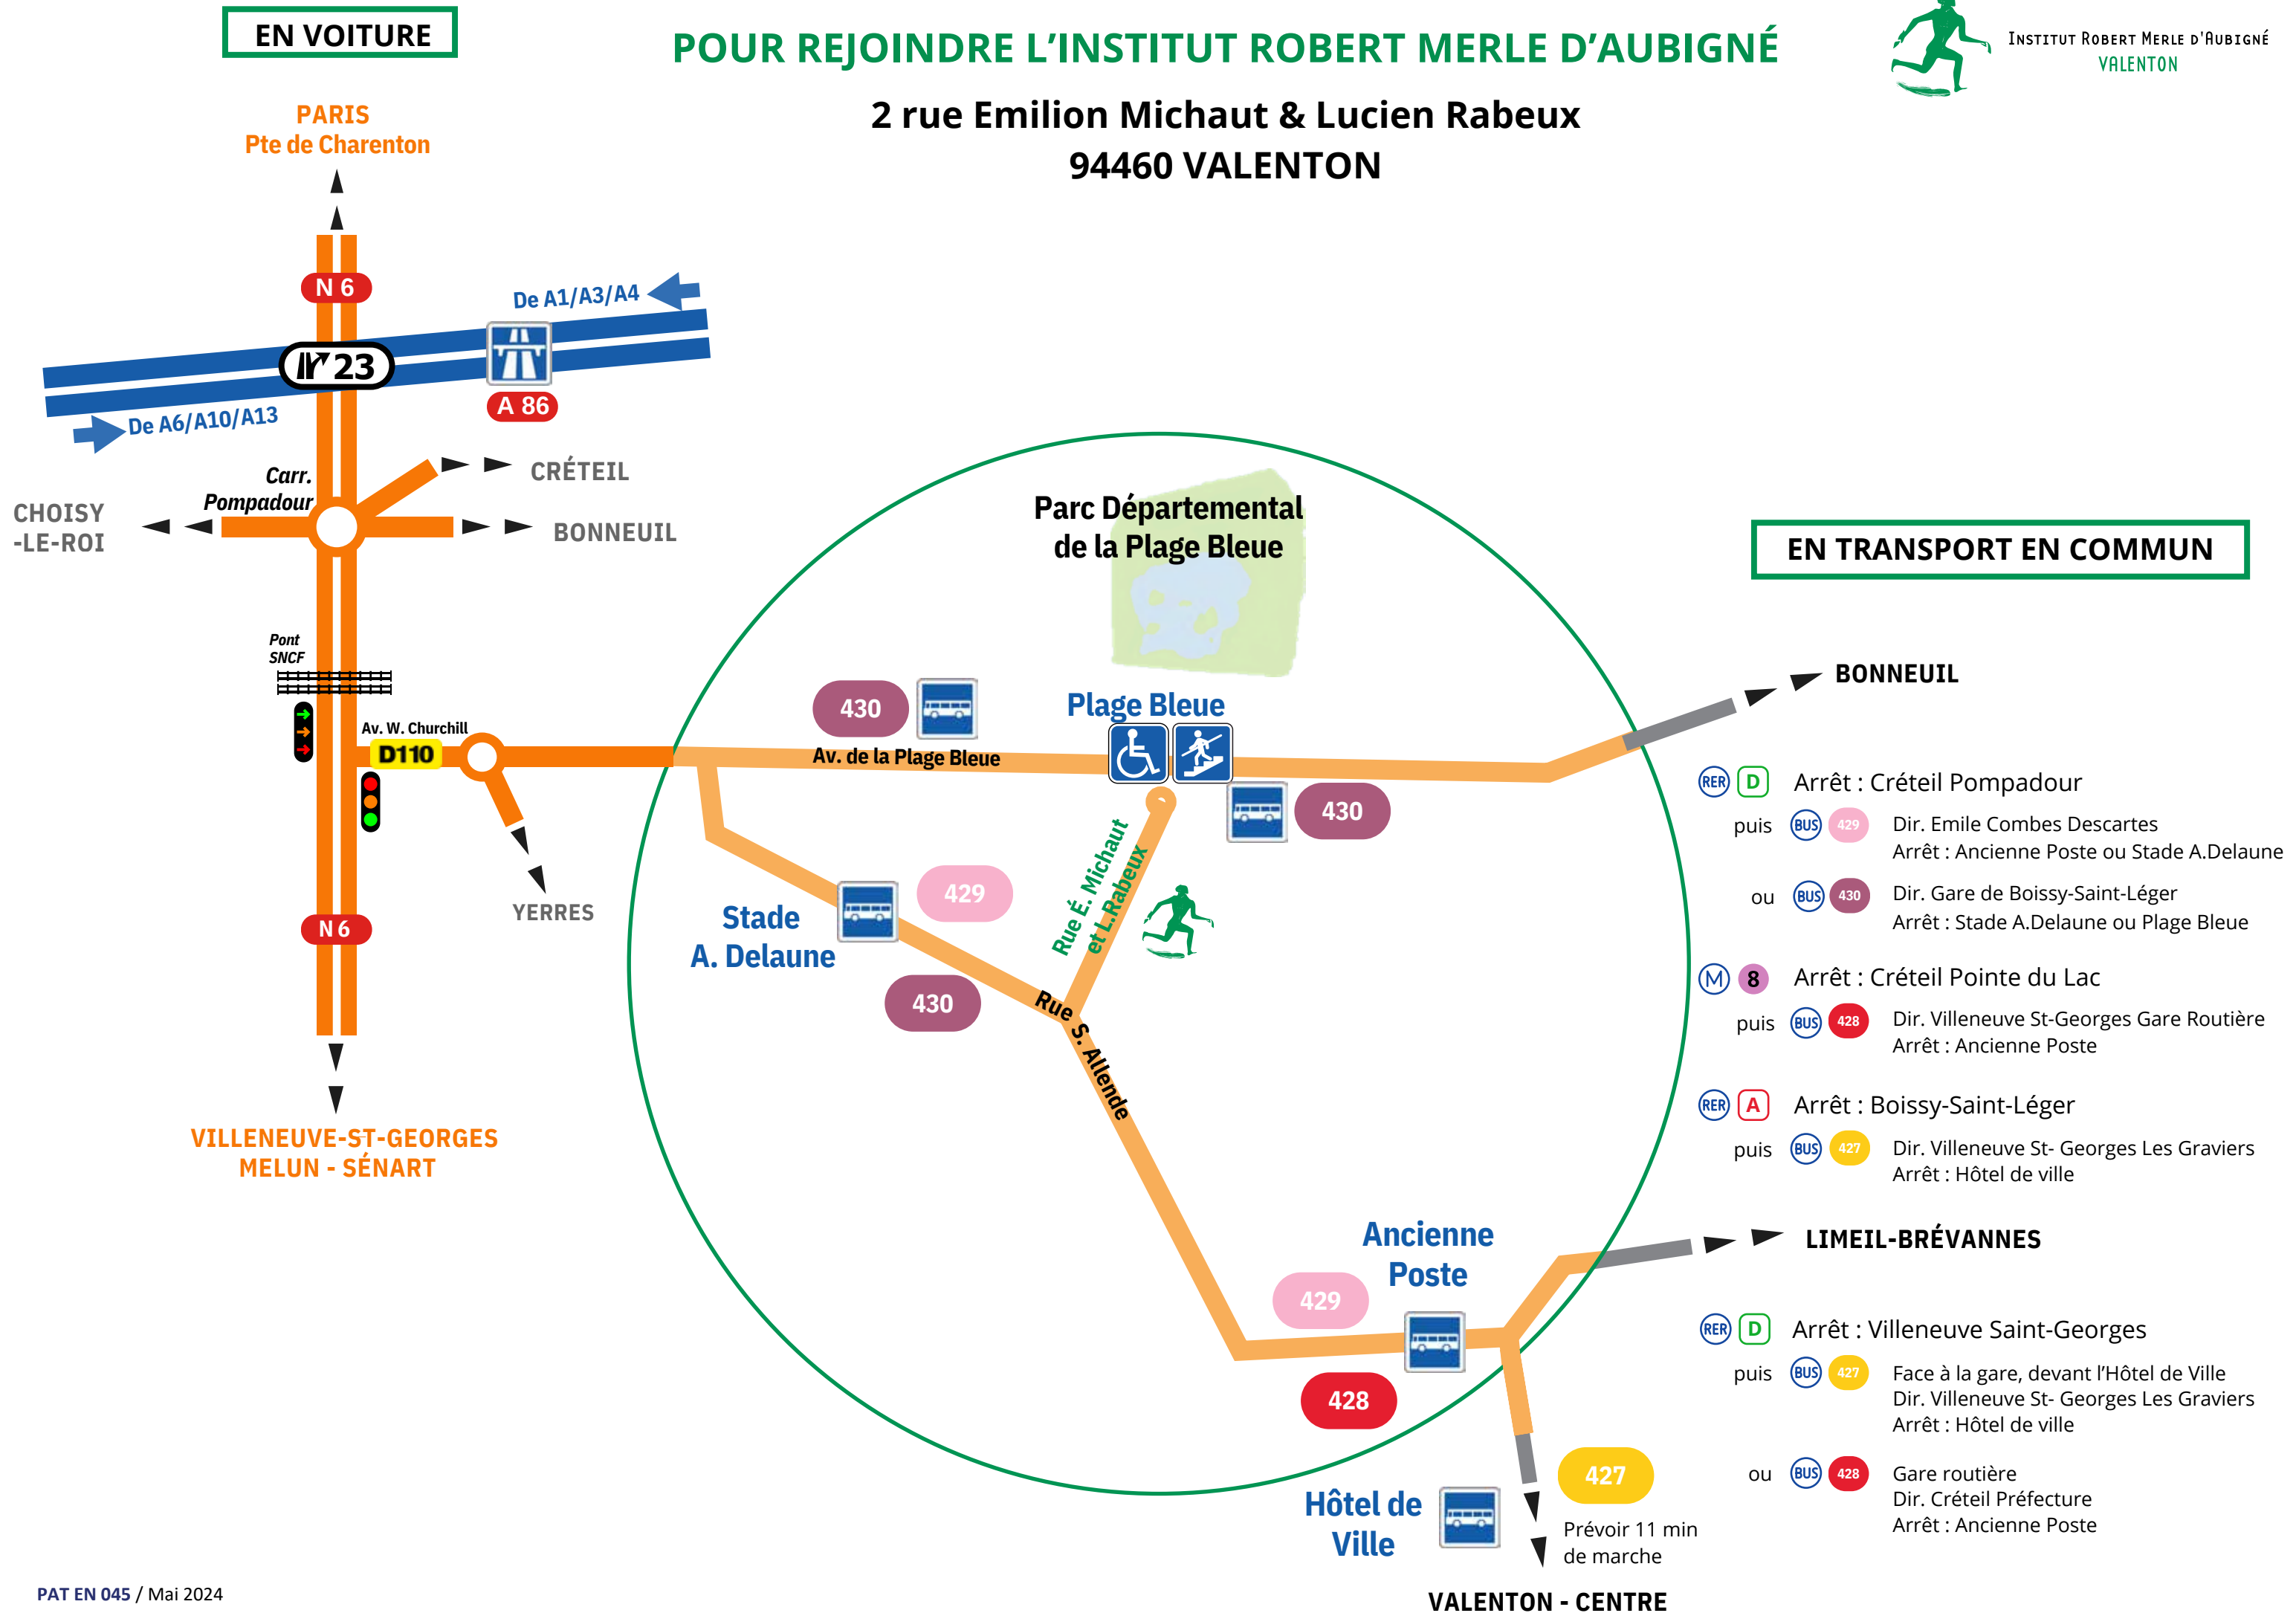 EN VOITURE
POUR REJOINDRE L’INSTITUT ROBERT MERLE D’AUBIGNÉ
2 rue Emilion Michaut & Lucien Rabeux
94460 VALENTON
INSTITUT ROBERT MERLE D'AUBIGNÉ
VALENTON
PARIS
Pte de Charenton
N 6
De A1/A3/A4
23
A 86
De A6/A10/A13
Carr.
Pompadour
CRÉTEIL
CHOISY
-LE-ROI
BONNEUIL
Pont
SNCF
Av. W. Churchill
D110
YERRES
N 6
VILLENEUVE-ST-GEORGES
MELUN - SÉNART
Parc Départemental
de la Plage Bleue
430
Plage Bleue
Av. de la Plage Bleue
430
Rue É. Michaut
et L.Rabeux
429
Stade
A. Delaune
430
Rue S. Allende
Ancienne
Poste
429
428
427
Hôtel de
Ville
Prévoir 11 min
de marche
VALENTON - CENTRE
EN TRANSPORT EN COMMUN
BONNEUIL
RER D Arrêt : Créteil Pompadour
puis BUS 429 Dir. Emile Combes Descartes
Arrêt : Ancienne Poste ou Stade A.Delaune
ou BUS 430 Dir. Gare de Boissy-Saint-Léger
Arrêt : Stade A.Delaune ou Plage Bleue
M 8 Arrêt : Créteil Pointe du Lac
puis BUS 428 Dir. Villeneuve St-Georges Gare Routière
Arrêt : Ancienne Poste
RER A Arrêt : Boissy-Saint-Léger
puis BUS 427 Dir. Villeneuve St- Georges Les Graviers
Arrêt : Hôtel de ville
LIMEIL-BRÉVANNES
RER D Arrêt : Villeneuve Saint-Georges
puis BUS 427 Face à la gare, devant l’Hôtel de Ville
Dir. Villeneuve St- Georges Les Graviers
Arrêt : Hôtel de ville
ou BUS 428 Gare routière
Dir. Créteil Préfecture
Arrêt : Ancienne Poste
PAT EN 045 / Mai 2024